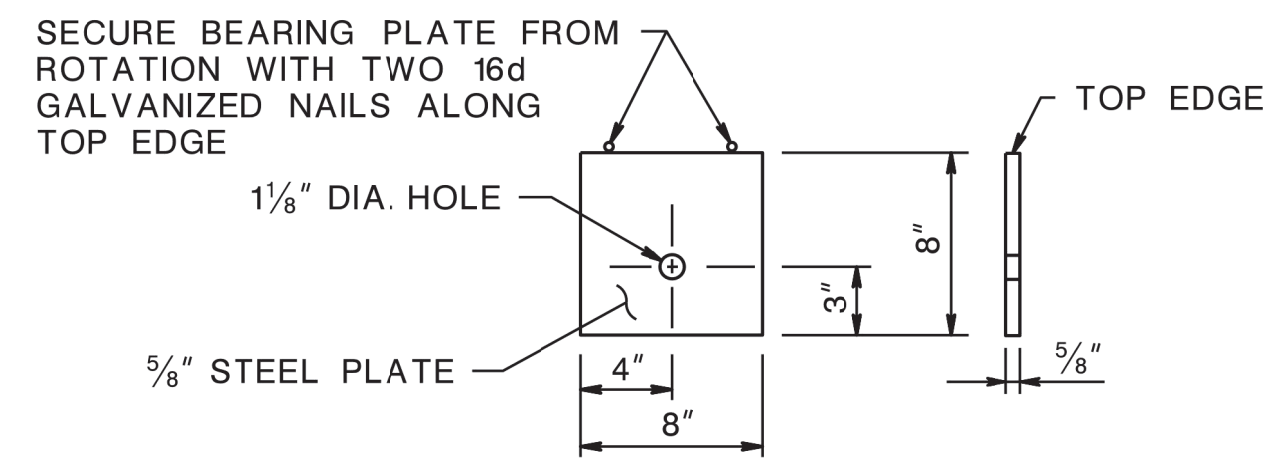 SECURE BEARING PLATE FROM
ROTATION WITH TWO 16d
GALVANIZED NAILS ALONG
TOP EDGE
TOP EDGE
1⅛" DIA. HOLE
8"
3"
⅝" STEEL PLATE
4"
⅝"
8"